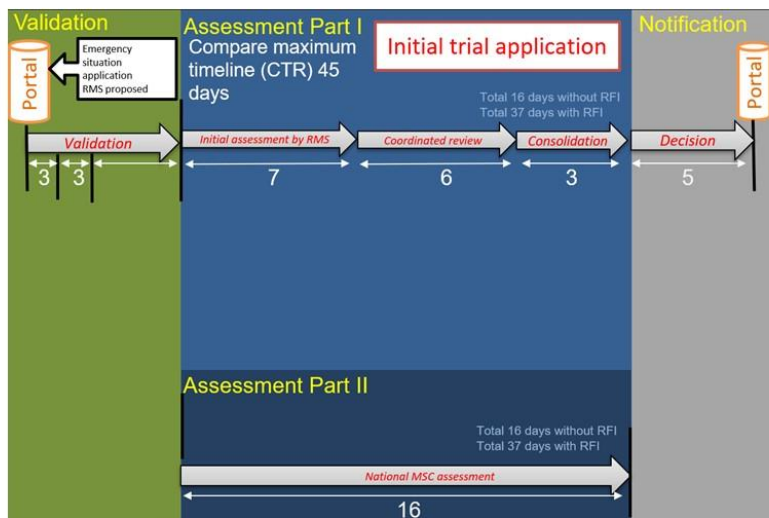 Validation
Portal
Emergency
situation
application
RMS proposed
Validation
3
3
Assessment Part I
Compare maximum
timeline (CTR) 45
days
Initial trial application
Total 16 days without RFI
Total 37 days with RFI
Initial assessment by RMS
Coordinated review
Consolidation
7
6
3
Notification
Portal
Decision
5
Assessment Part II
Total 16 days without RFI
Total 37 days with RFI
National MSC assessment
16